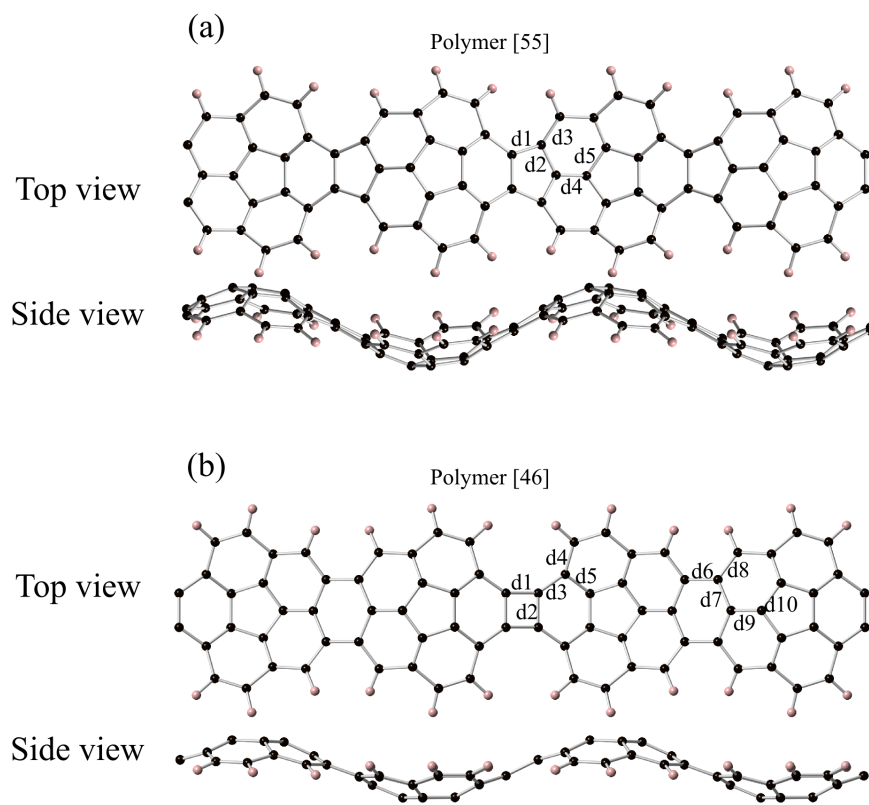 (a)
Polymer [55]
Top view
d1
d3
d2
d5
d4
Side view
(b)
Polymer [46]
Top view
d1
d2
d3
d4
d5
d6
d8
d7
d9
d10
Side view